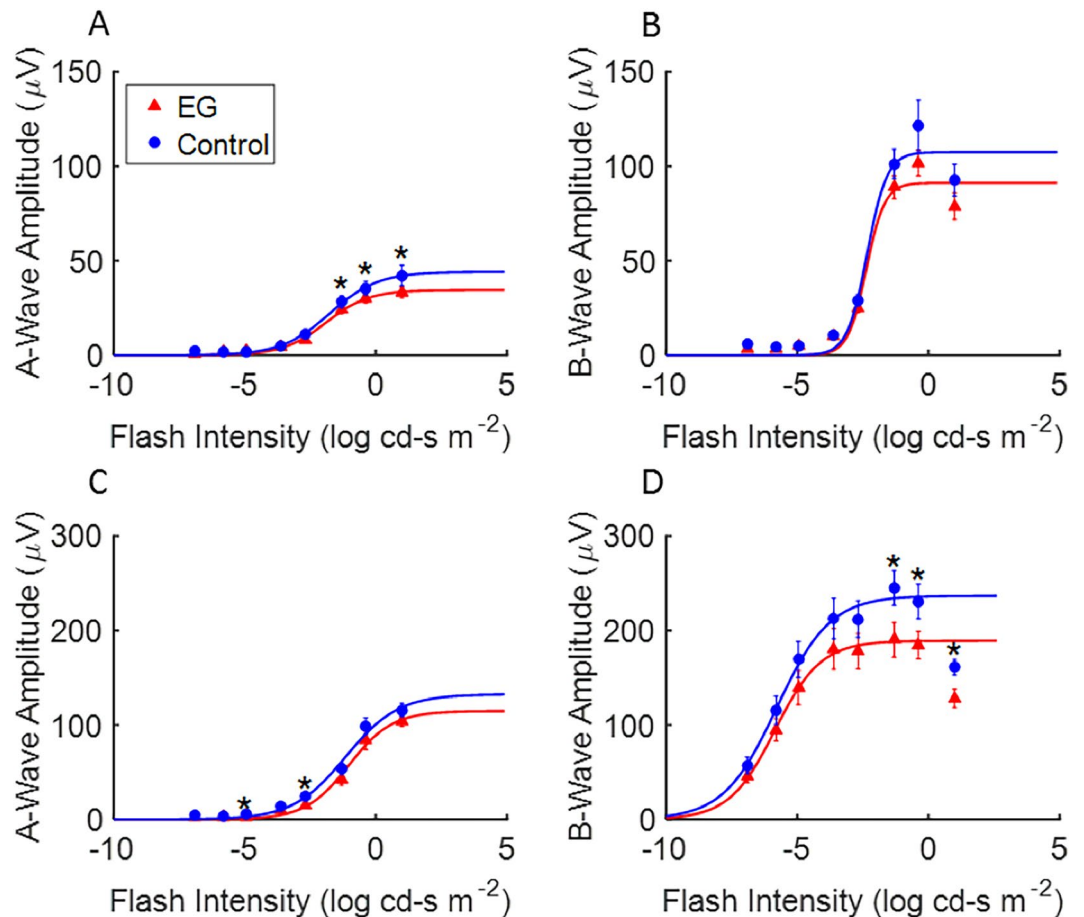 A
A-Wave Amplitude (μV)
150
100
50
0
EG
Control
* * *
-10 -5 0 5
Flash Intensity (log cd-s m⁻²)
B
B-Wave Amplitude (μV)
150
100
50
0
-10 -5 0 5
Flash Intensity (log cd-s m⁻²)
C
A-Wave Amplitude (μV)
300
200
100
0
* *
-10 -5 0 5
Flash Intensity (log cd-s m⁻²)
D
B-Wave Amplitude (μV)
300
200
100
0
* * *
-10 -5 0 5
Flash Intensity (log cd-s m⁻²)